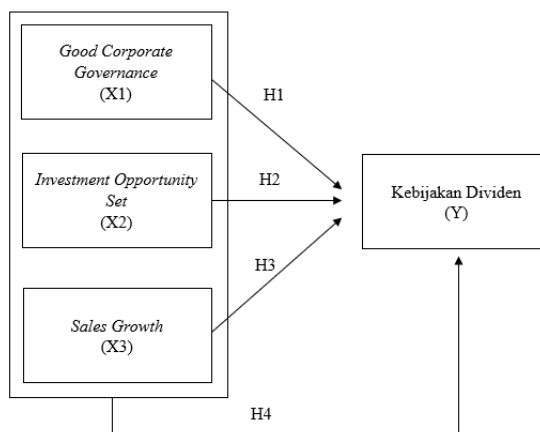 Good Corporate
Governance
(X1)
H1
Investment Opportunity
Set
(X2)
H2
Kebijakan Dividen
(Y)
H3
Sales Growth
(X3)
H4